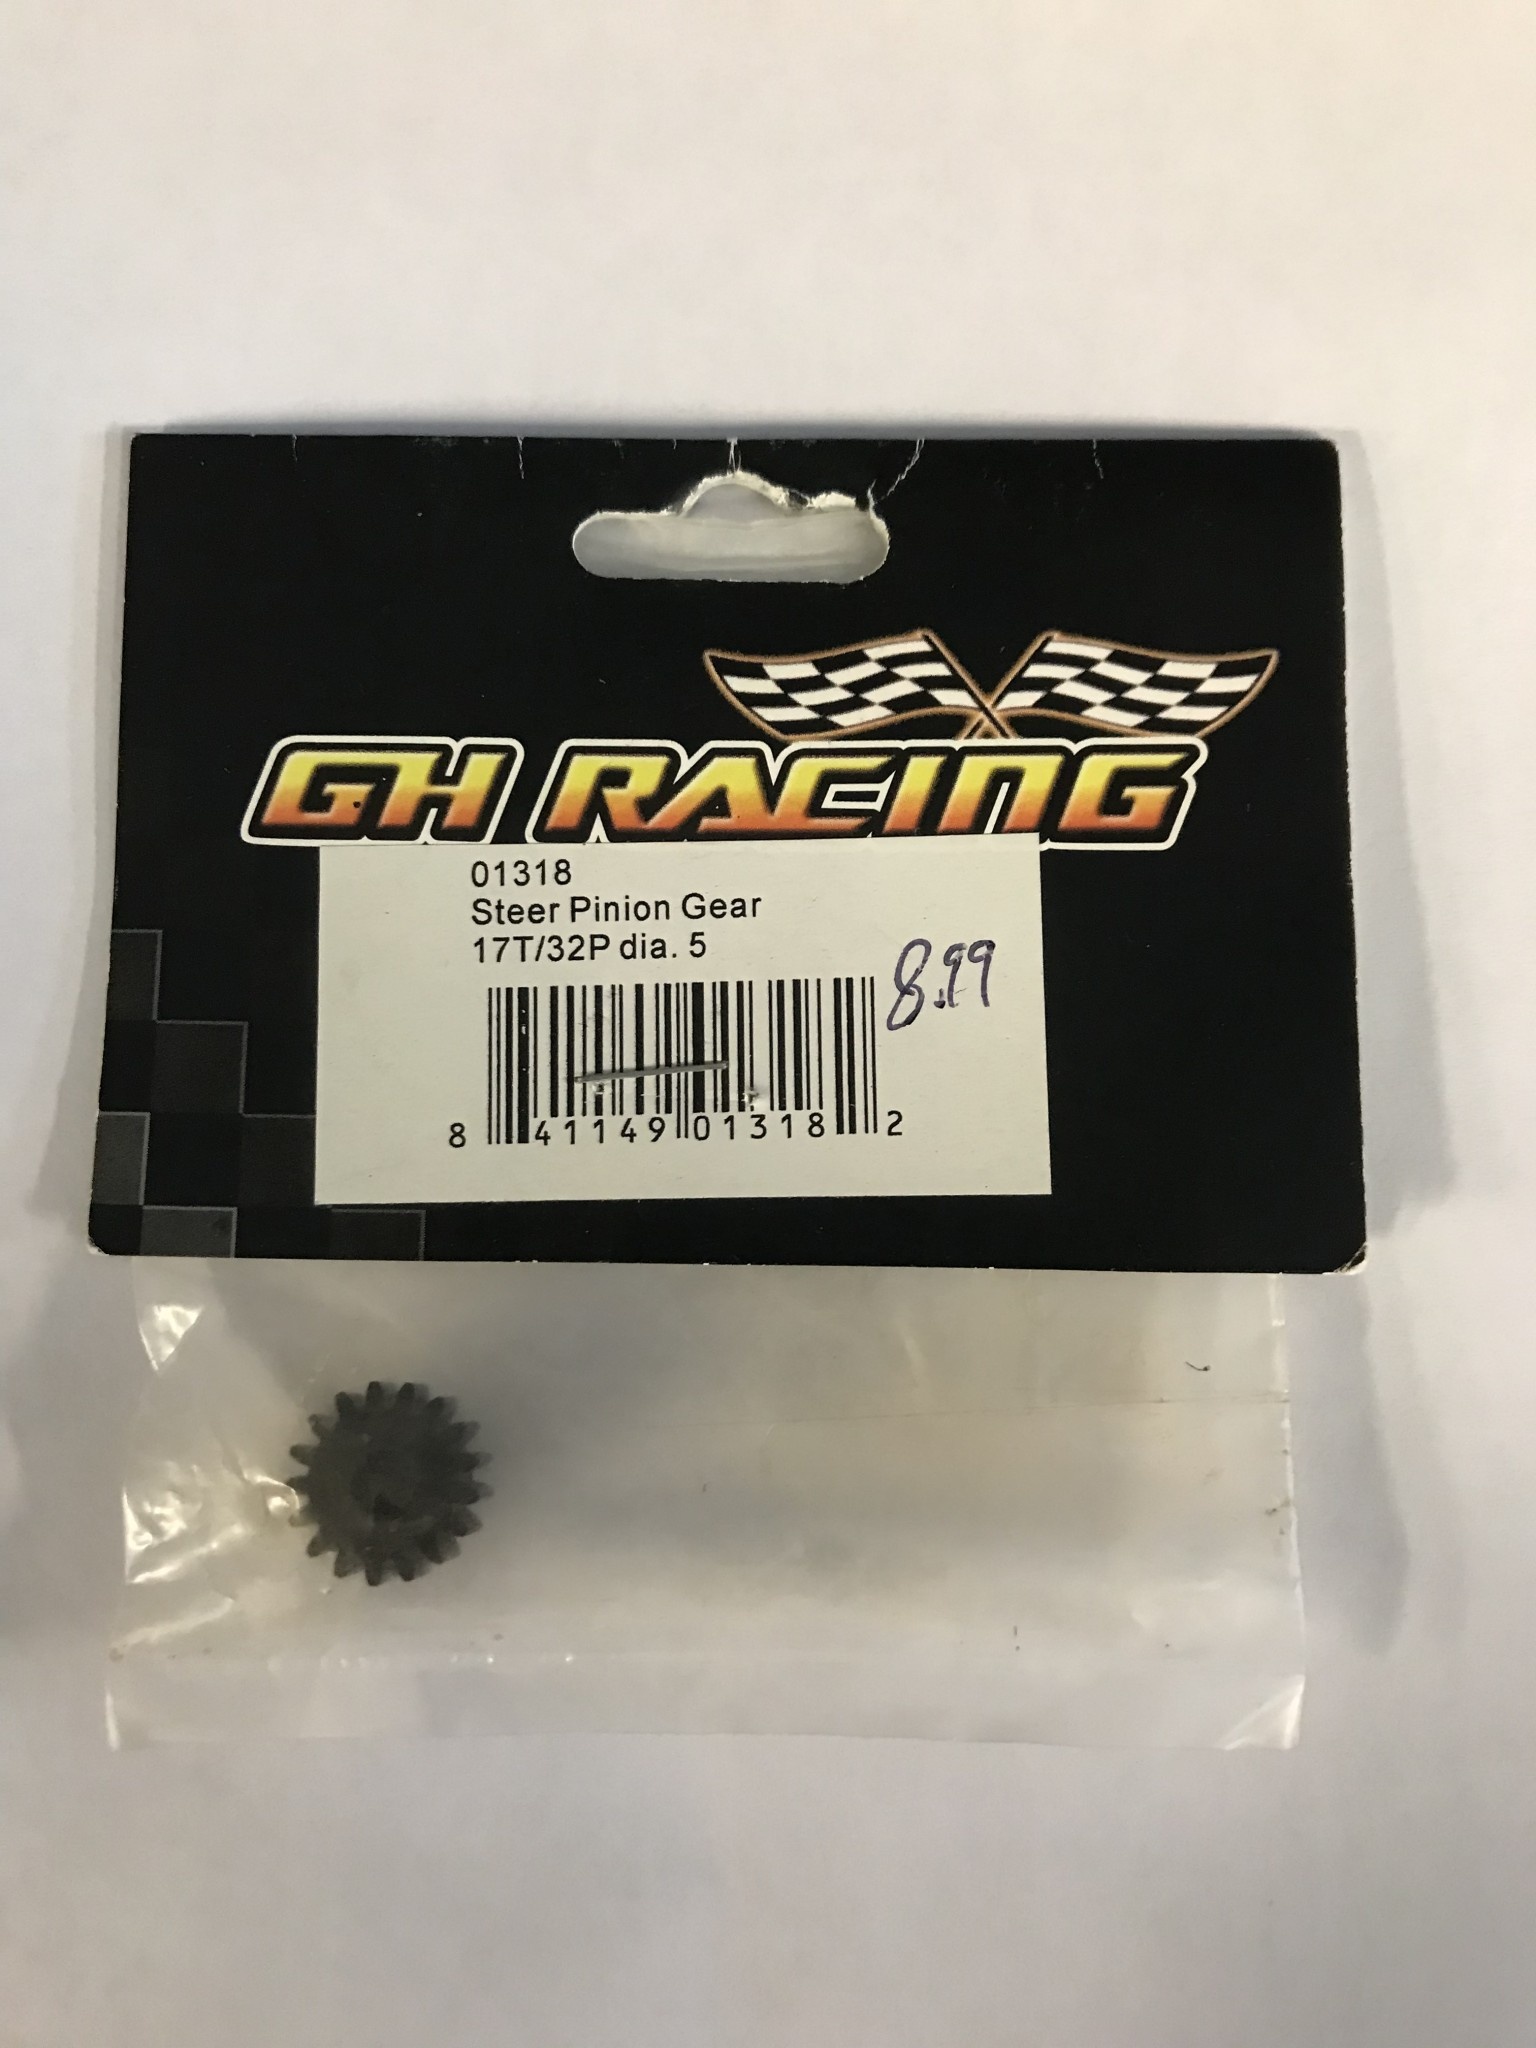 GH RACING
01318
Steer Pinion Gear
17T/32P dia. 5
8.99
8 41149 01318 2